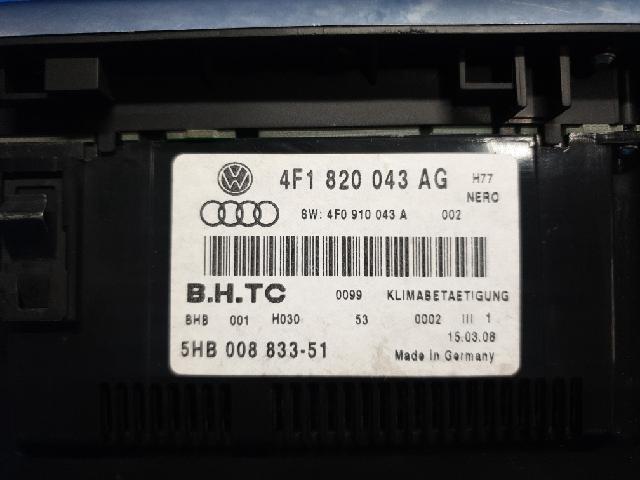 4F1 820 043 AG H77
NERO
SW: 4F0 910 043 A 002
B.H.TC 0099 KLIMABETAETIGUNG
BHB 001 H030 53 0002 III 1
15.03.08
5HB 008 833-51 Made in Germany